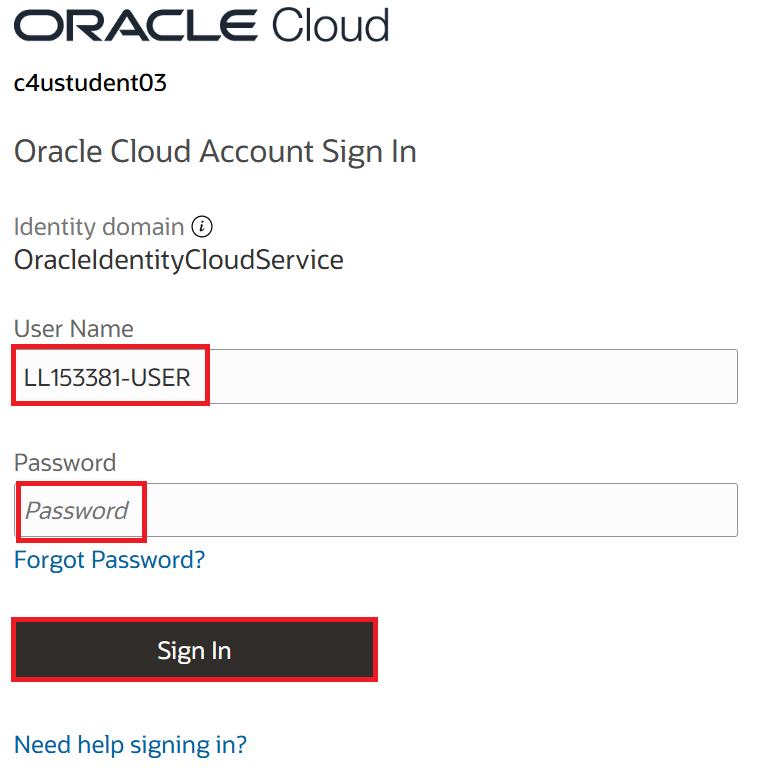 ORACLE Cloud
c4ustudent03
Oracle Cloud Account Sign In
Identity domain i
OracleIdentityCloudService
User Name
LL153381-USER
Password
Password
Forgot Password?
Sign In
Need help signing in?